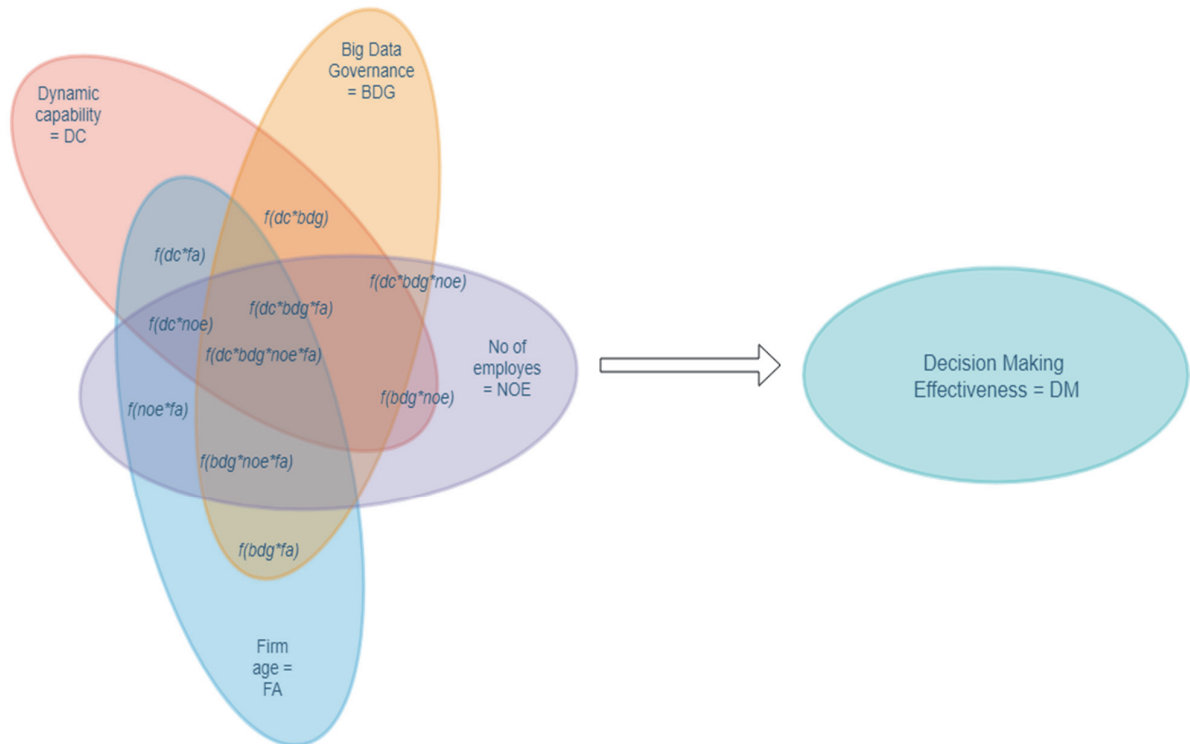 Big Data
Governance
= BDG
Dynamic
capability
= DC
f(dc*bdg)
f(dc*fa)
f(dc*bdg*noe)
f(dc*bdg*fa)
f(dc*noe)
f(dc*bdg*noe*fa)
No of
employes
= NOE
f(bdg*noe)
f(noe*fa)
f(bdg*noe*fa)
f(bdg*fa)
Firm
age =
FA
Decision Making
Effectiveness = DM